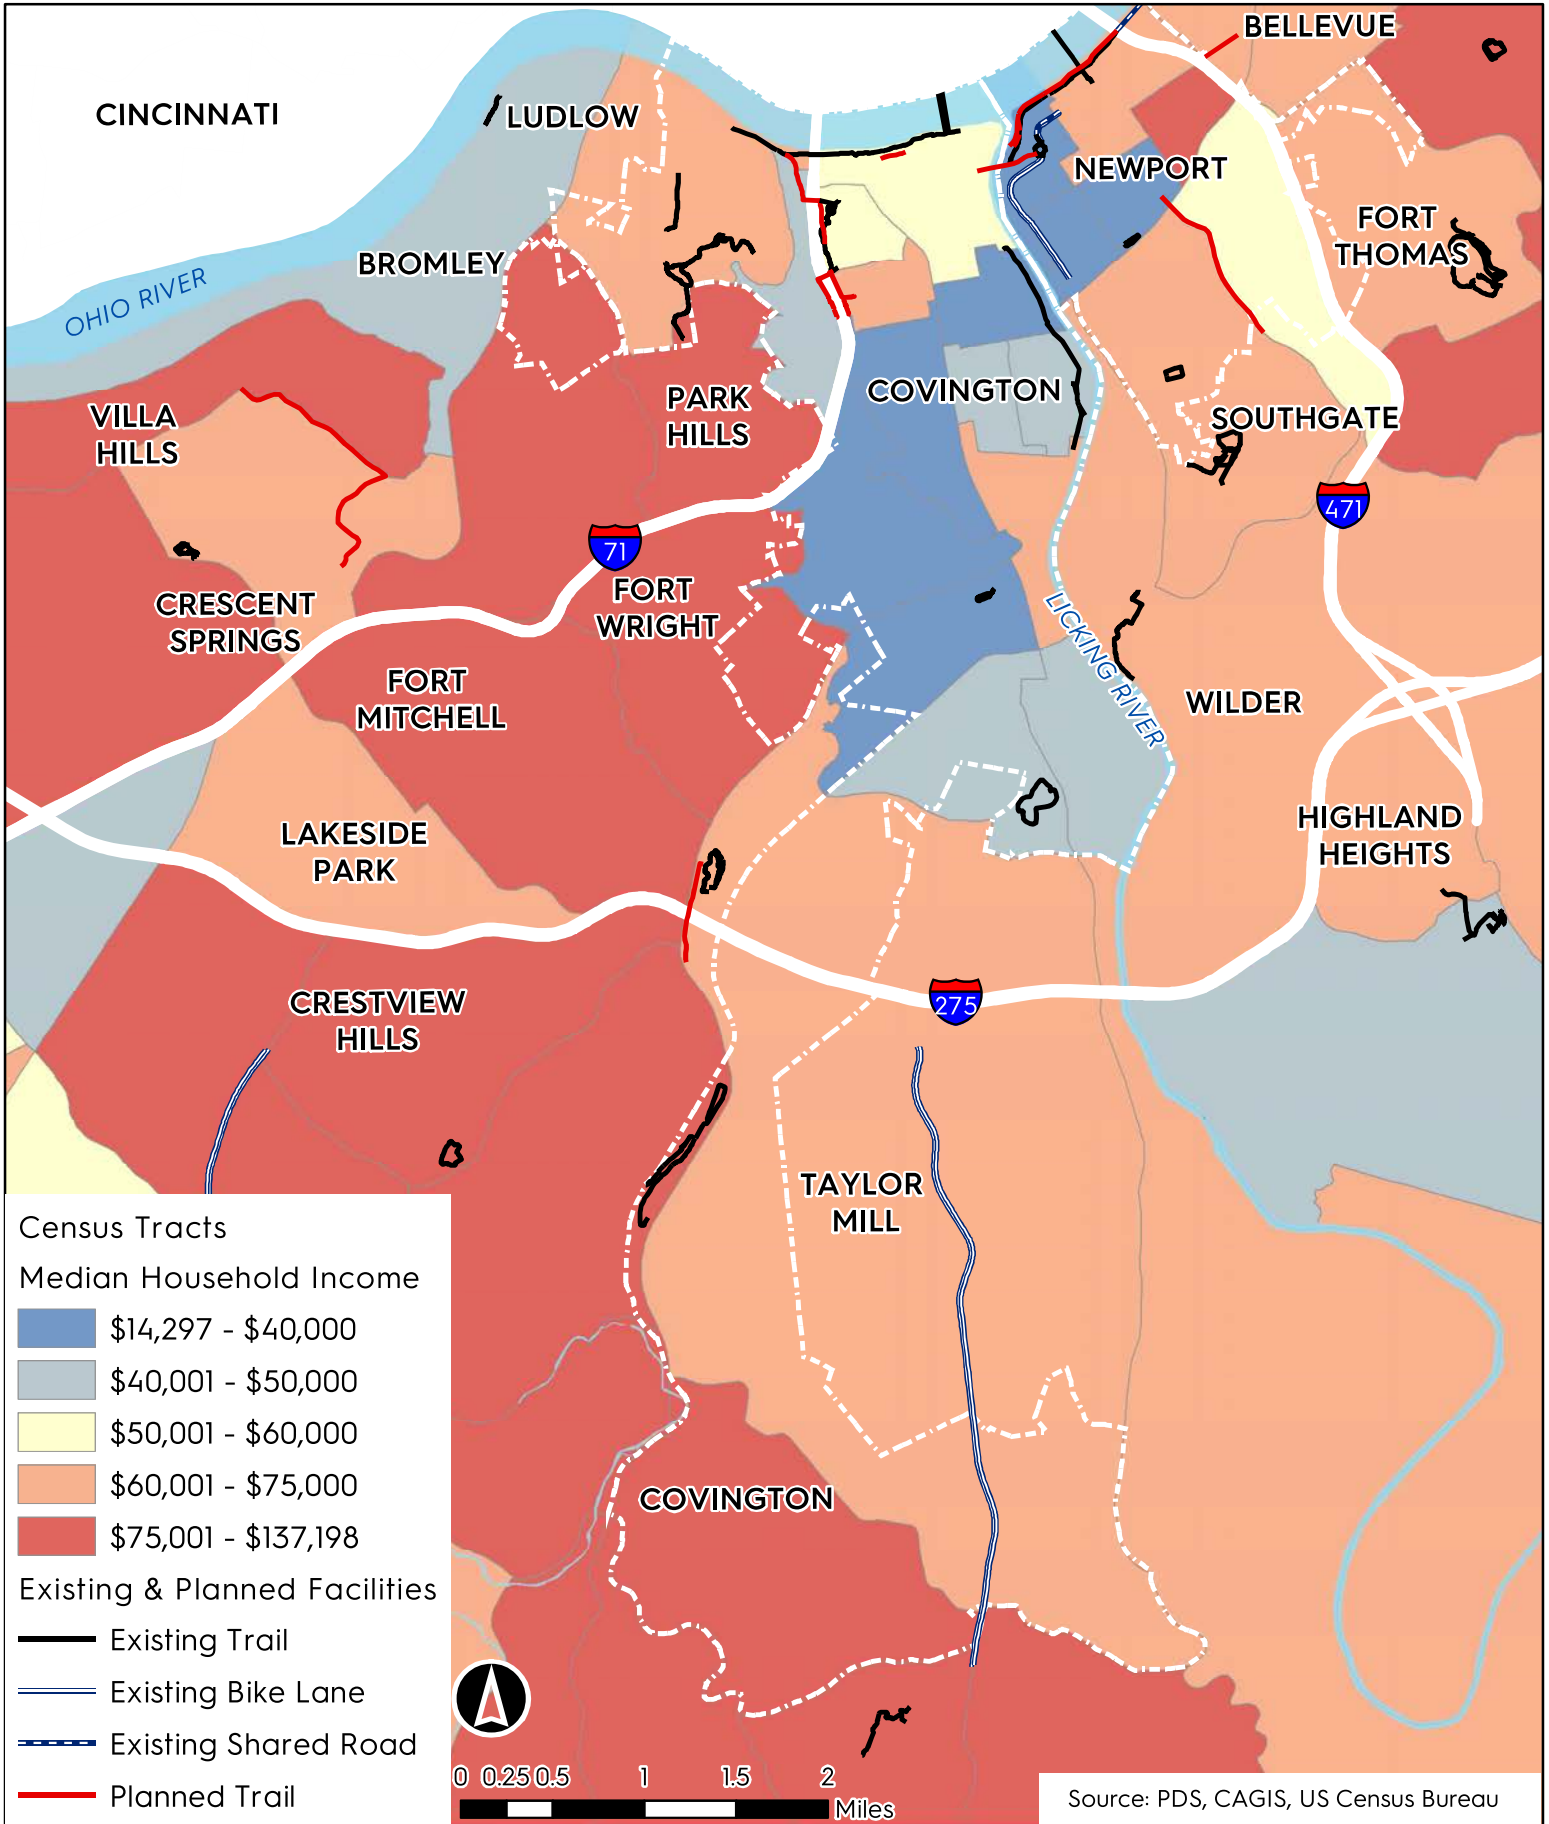 BELLEVUE
CINCINNATI
LUDLOW
NEWPORT
FORT
THOMAS
BROMLEY
OHIO RIVER
PARK
HILLS
COVINGTON
VILLA
HILLS
SOUTHGATE
471
71
CRESCENT
SPRINGS
FORT
WRIGHT
LICKING RIVER
FORT
MITCHELL
WILDER
LAKESIDE
PARK
HIGHLAND
HEIGHTS
CRESTVIEW
HILLS
275
TAYLOR
MILL
COVINGTON
Census Tracts
Median Household Income
$14,297 - $40,000
$40,001 - $50,000
$50,001 - $60,000
$60,001 - $75,000
$75,001 - $137,198
Existing & Planned Facilities
Existing Trail
Existing Bike Lane
Existing Shared Road
Planned Trail
0 0.25 0.5 1 1.5 2
Miles
Source: PDS, CAGIS, US Census Bureau